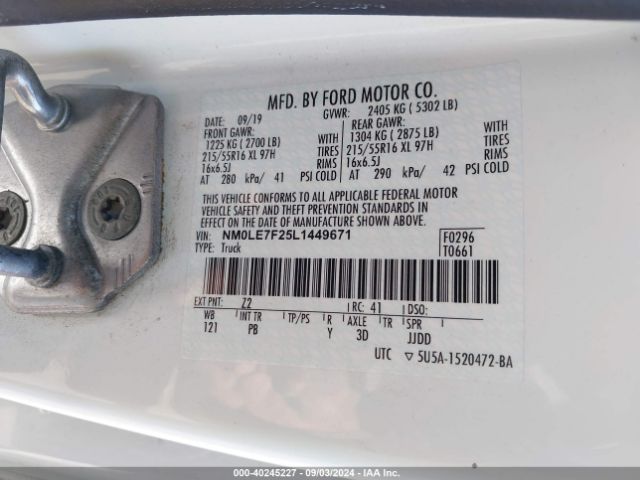 MFD. BY FORD MOTOR CO.
DATE: 09/19 GVWR: 2405 KG ( 5302 LB)
FRONT GAWR: REAR GAWR:
1225 KG ( 2700 LB) WITH 1304 KG ( 2875 LB) WITH
215/55R16 XL 97H TIRES 215/55R16 XL 97H TIRES
16x6.5J RIMS 16x6.5J RIMS
AT 280 kPa/ 41 PSI COLD AT 290 kPa/ 42 PSI COLD
THIS VEHICLE CONFORMS TO ALL APPLICABLE FEDERAL MOTOR
VEHICLE SAFETY AND THEFT PREVENTION STANDARDS IN
EFFECT ON THE DATE OF MANUFACTURE SHOWN ABOVE.
VIN: NM0LE7F25L1449671 F0296
TYPE: Truck T0661
EXT PNT: Z2 RC: 41 DSO:
WB INT TR TP/PS R AXLE TR SPR
121 PB Y 3D JJDD
UTC ▽ 5U5A-1520472-BA
000-40245227 - 09/03/2024 - IAA Inc.